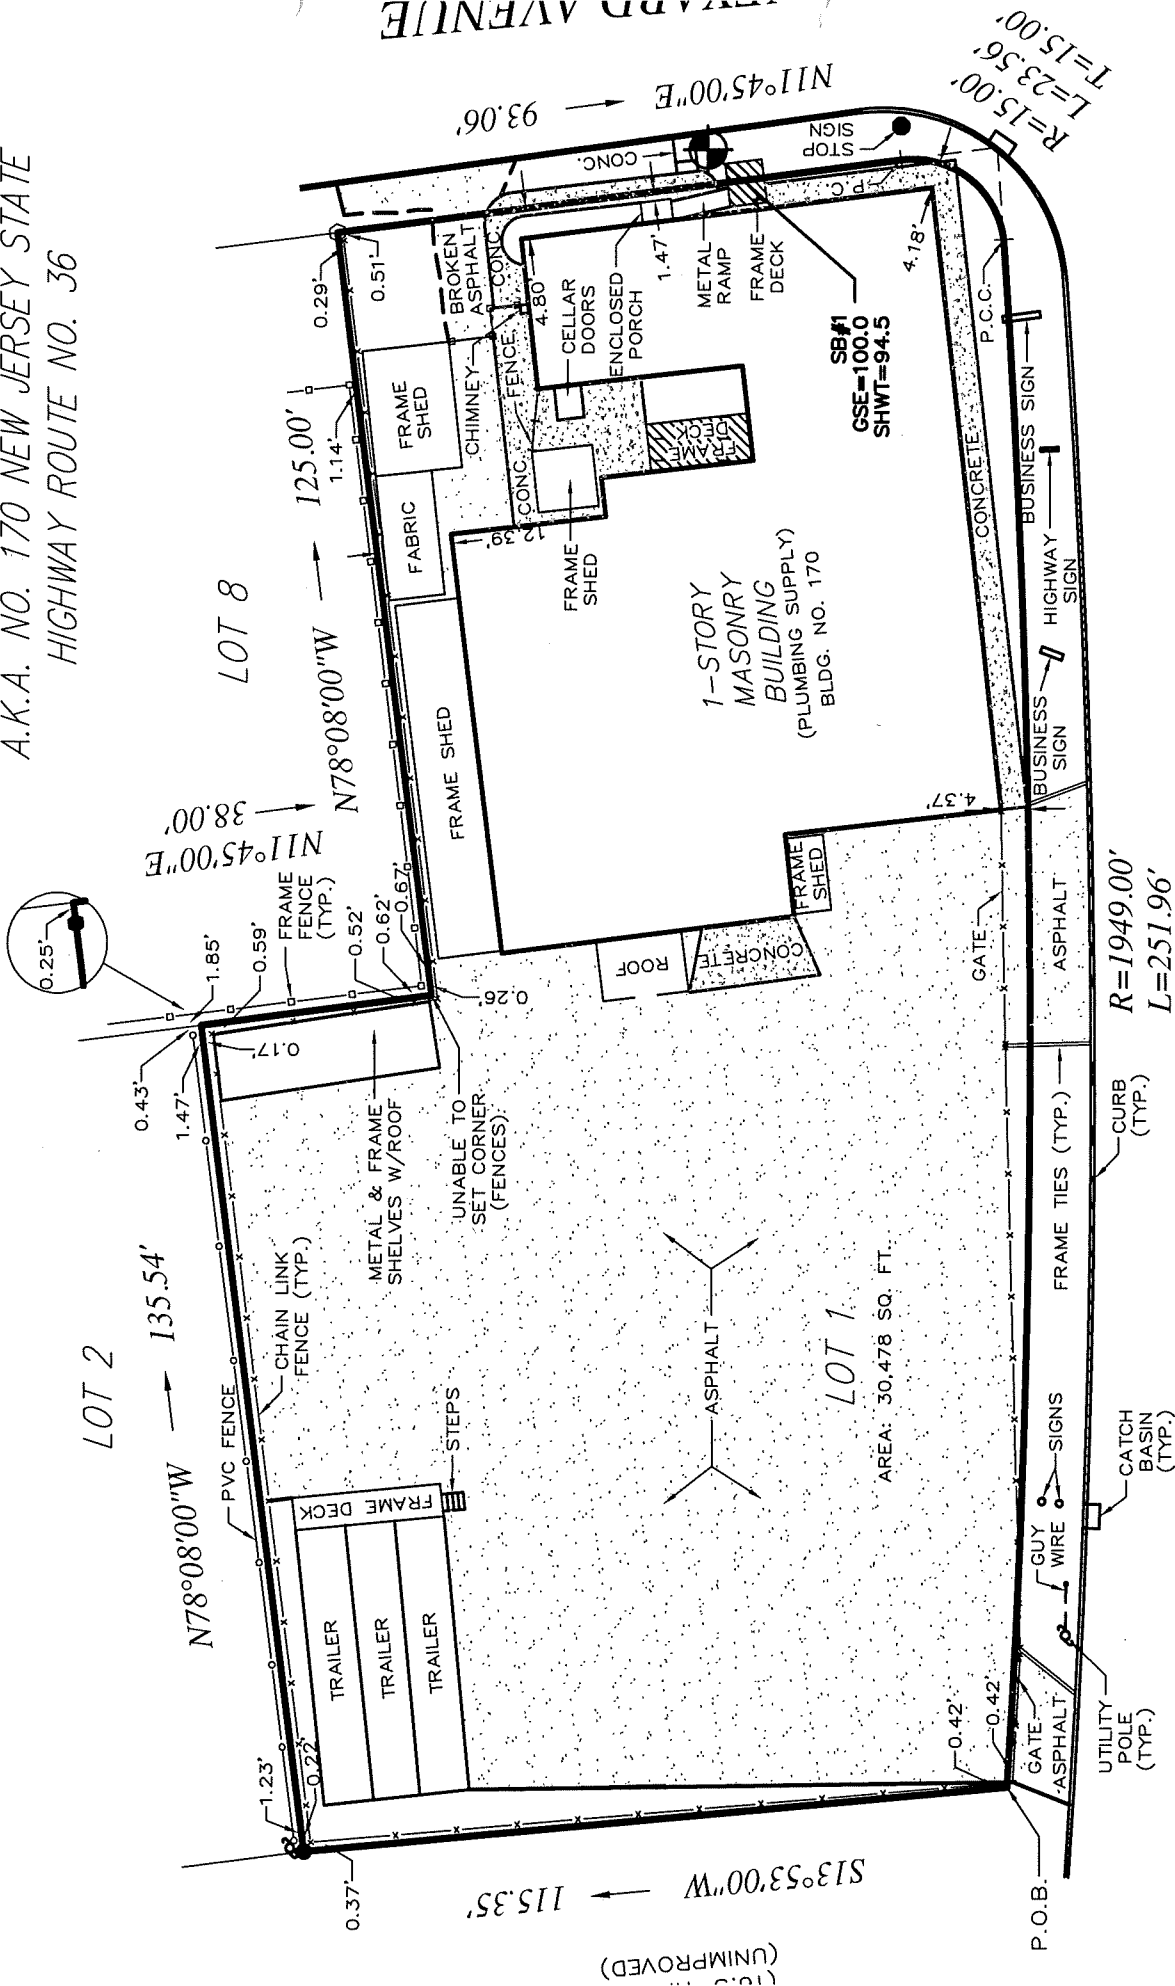 A.K.A. NO. 170 NEW JERSEY STATE
HIGHWAY ROUTE NO. 36
AVENUE
N11°45'00"E
93.06'
R=15.00'
L=23.56'
T=15.00'
STOP
SIGN
CONC.
P.C.
0.29'
0.51'
BROKEN
ASPHALT
CONC.
4.80'
CELLAR
DOORS
ENCLOSED
PORCH
1.47'
METAL
RAMP
FRAME
DECK
4.18'
P.C.C.
SB#1
GSE=100.0
SHWT=94.5
125.00'
1.14'
FRAME
SHED
CHIMNEY
FENCE
CONC.
FRAME
DECK
FABRIC
12.39'
FRAME
SHED
CONCRETE
BUSINESS SIGN
HIGHWAY
SIGN
LOT 8
N78°08'00"W
FRAME SHED
1-STORY
MASONRY
BUILDING
(PLUMBING SUPPLY)
BLDG. NO. 170
BUSINESS
SIGN
4.37'
N11°45'00"E
38.00'
0.25'
1.85'
0.59'
FRAME
FENCE
(TYP.)
0.52'
0.62'
0.67'
0.26'
FRAME
SHED
ROOF
CONCRETE
GATE
ASPHALT
R=1949.00'
L=251.96'
0.43'
1.47'
0.17'
METAL & FRAME
SHELVES W/ROOF
UNABLE TO
SET CORNER
(FENCES)
FRAME TIES (TYP.)
CURB
(TYP.)
LOT 2
N78°08'00"W
135.54'
PVC FENCE
CHAIN LINK
FENCE (TYP.)
STEPS
FRAME DECK
ASPHALT
LOT 1
AREA: 30,478 SQ. FT.
SIGNS
GUY
WIRE
CATCH
BASIN
(TYP.)
TRAILER
TRAILER
TRAILER
1.23'
0.22'
0.37'
0.42'
0.42'
GATE
ASPHALT
UTILITY
POLE
(TYP.)
S13°53'00"W
115.35'
P.O.B.
(UNIMPROVED)